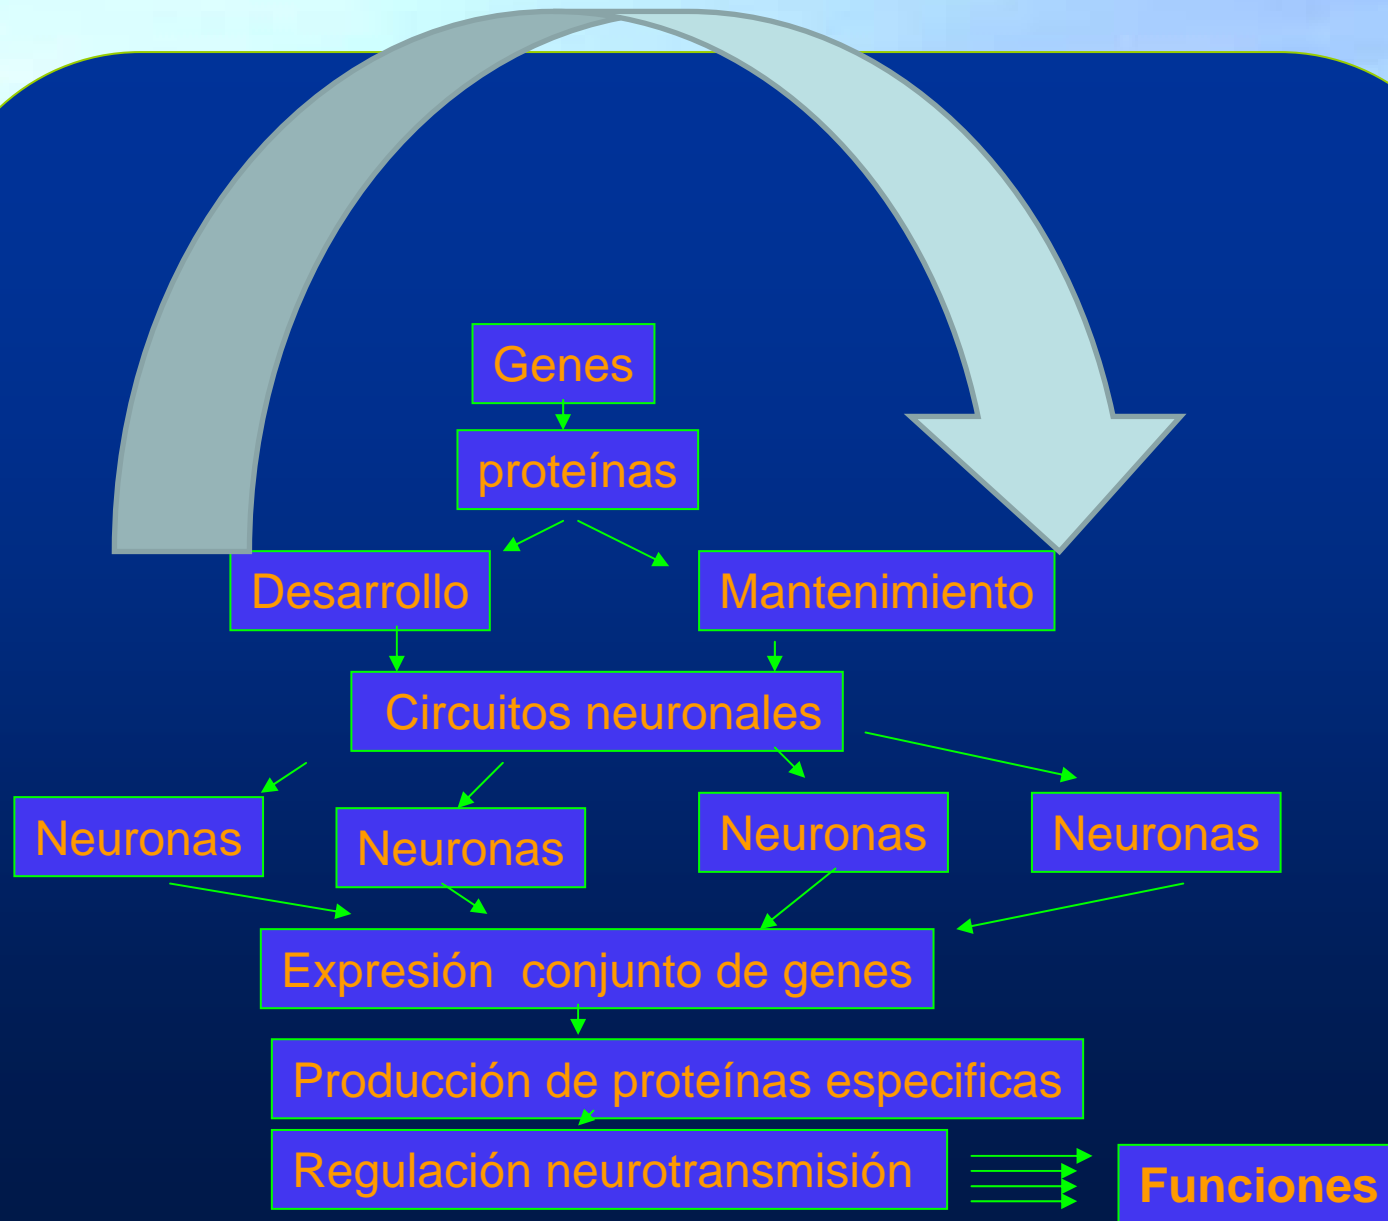 Genes
proteínas
Desarrollo
Mantenimiento
Circuitos neuronales
Neuronas
Neuronas
Neuronas
Neuronas
Expresión conjunto de genes
Producción de proteínas especificas
Regulación neurotransmisión
Funciones